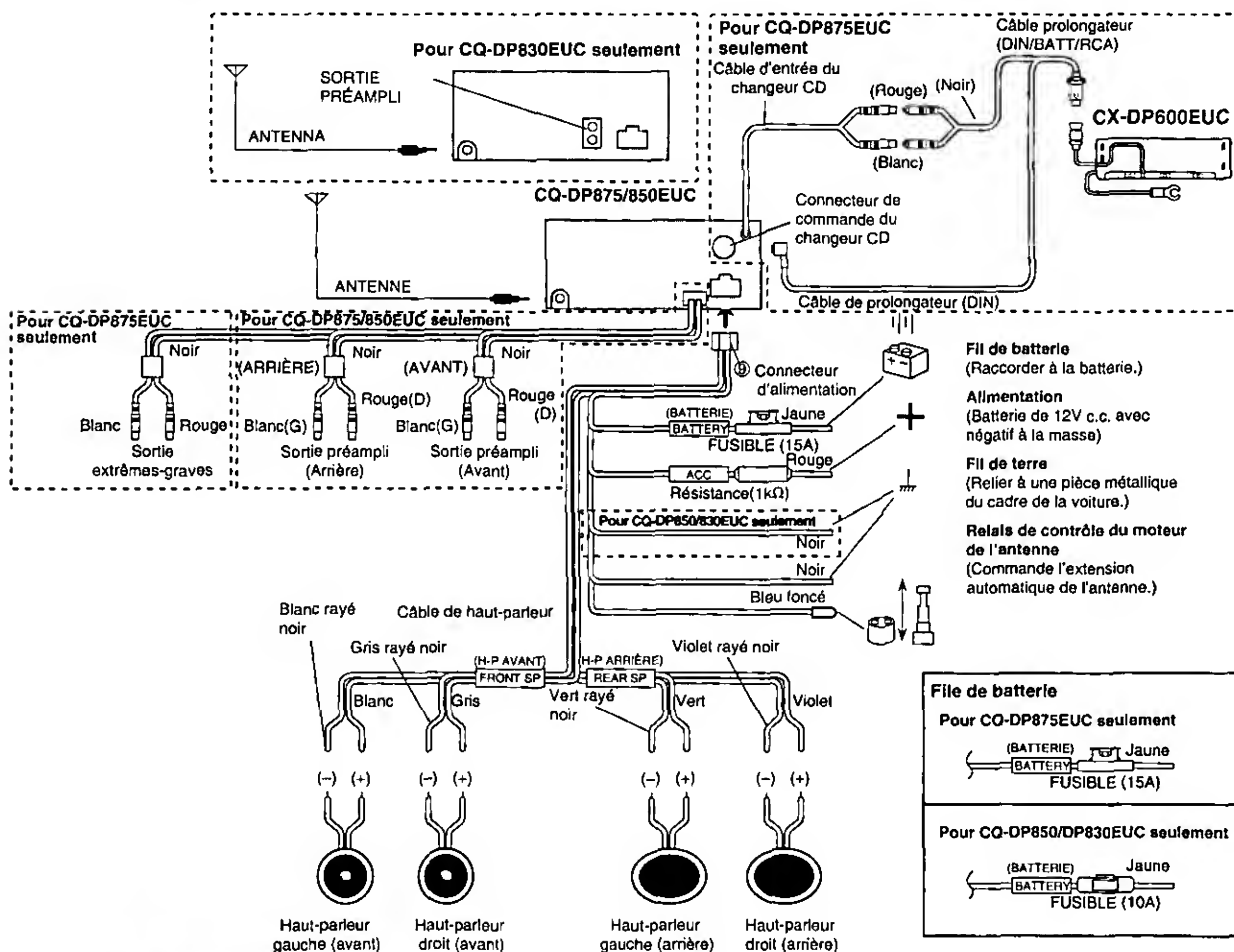 Pour CQ-DP830EUC seulement
SORTIE
PRÉAMPLI
ANTENNA
CQ-DP875/850EUC
ANTENNE
Pour CQ-DP875EUC
seulement
Câble d'entrée du
changeur CD
(Rouge)
(Noir)
(Blanc)
Câble prolongateur
(DIN/BATT/RCA)
CX-DP600EUC
Connecteur de
commande du
changeur CD
Câble de prolongateur (DIN)
Pour CQ-DP875EUC
seulement
Noir
Blanc
Rouge
Sortie
extrêmes-graves
Pour CQ-DP875/850EUC seulement
(ARRIÈRE)
Noir
Rouge(D)
Blanc(G)
Sortie préampli
(Arrière)
(AVANT)
Noir
Rouge
(D)
Blanc(G)
Sortie préampli
(Avant)
⑨ Connecteur
d'alimentation
(BATTERIE)
BATTERY
Jaune
FUSIBLE (15A)
Rouge
ACC
Résistance(1kΩ)
Pour CQ-DP850/830EUC seulement
Noir
Noir
Bleu foncé
+ -
Fil de batterie
(Raccorder à la batterie.)
Alimentation
(Batterie de 12V c.c. avec
négatif à la masse)
Fil de terre
(Relier à une pièce métallique
du cadre de la voiture.)
Relais de contrôle du moteur
de l'antenne
(Commande l'extension
automatique de l'antenne.)
Blanc rayé
noir
Câble de haut-parleur
Gris rayé noir
(H-P AVANT)
FRONT SP
(H-P ARRIÈRE)
REAR SP
Violet rayé noir
Blanc
Gris
Vert rayé
noir
Vert
Violet
(-) (+)
(-) (+)
(-) (+)
(-) (+)
Haut-parleur
gauche (avant)
Haut-parleur
droit (avant)
Haut-parleur
gauche (arrière)
Haut-parleur
droit (arrière)
File de batterie
Pour CQ-DP875EUC seulement
(BATTERIE)
BATTERY
Jaune
FUSIBLE (15A)
Pour CQ-DP850/DP830EUC seulement
(BATTERIE)
BATTERY
Jaune
FUSIBLE (10A)